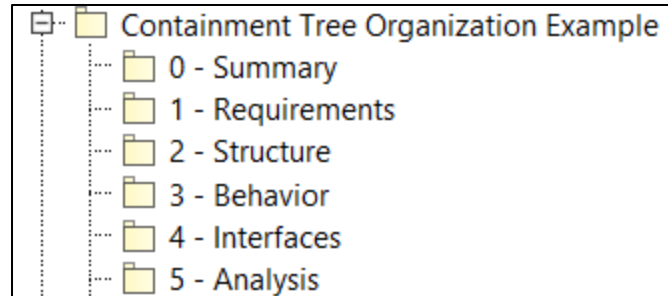 Containment Tree Organization Example
0 - Summary
1 - Requirements
2 - Structure
3 - Behavior
4 - Interfaces
5 - Analysis